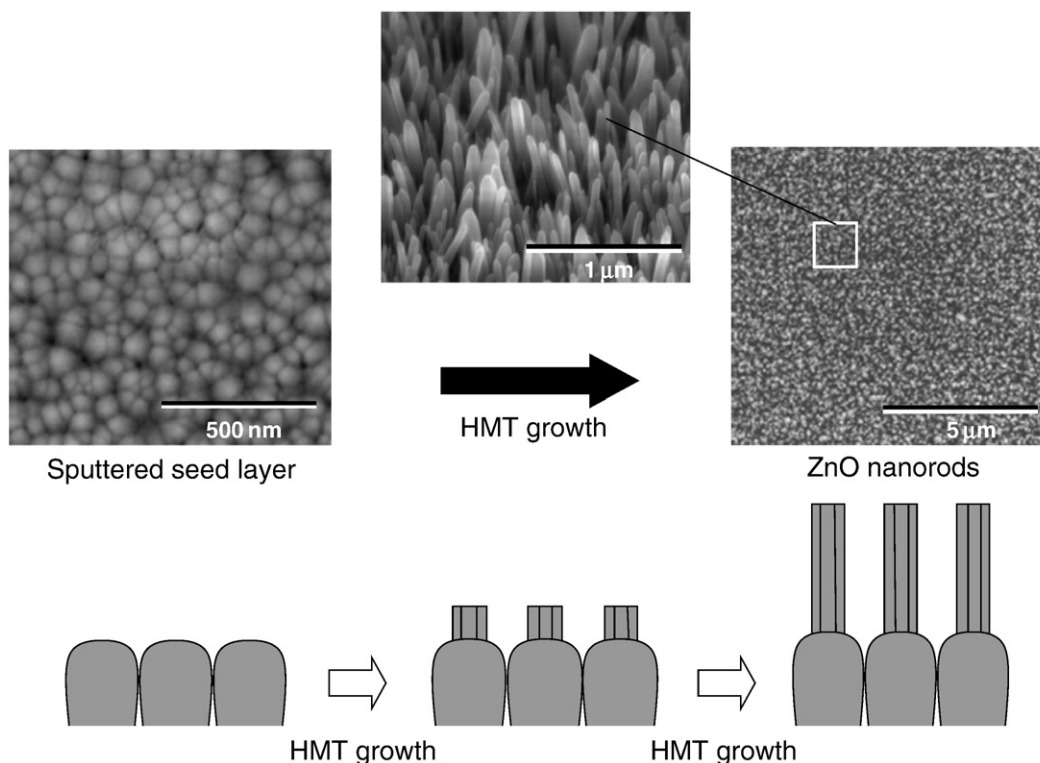 1 μm
500 nm
HMT growth
5 μm
Sputtered seed layer
ZnO nanorods
HMT growth
HMT growth